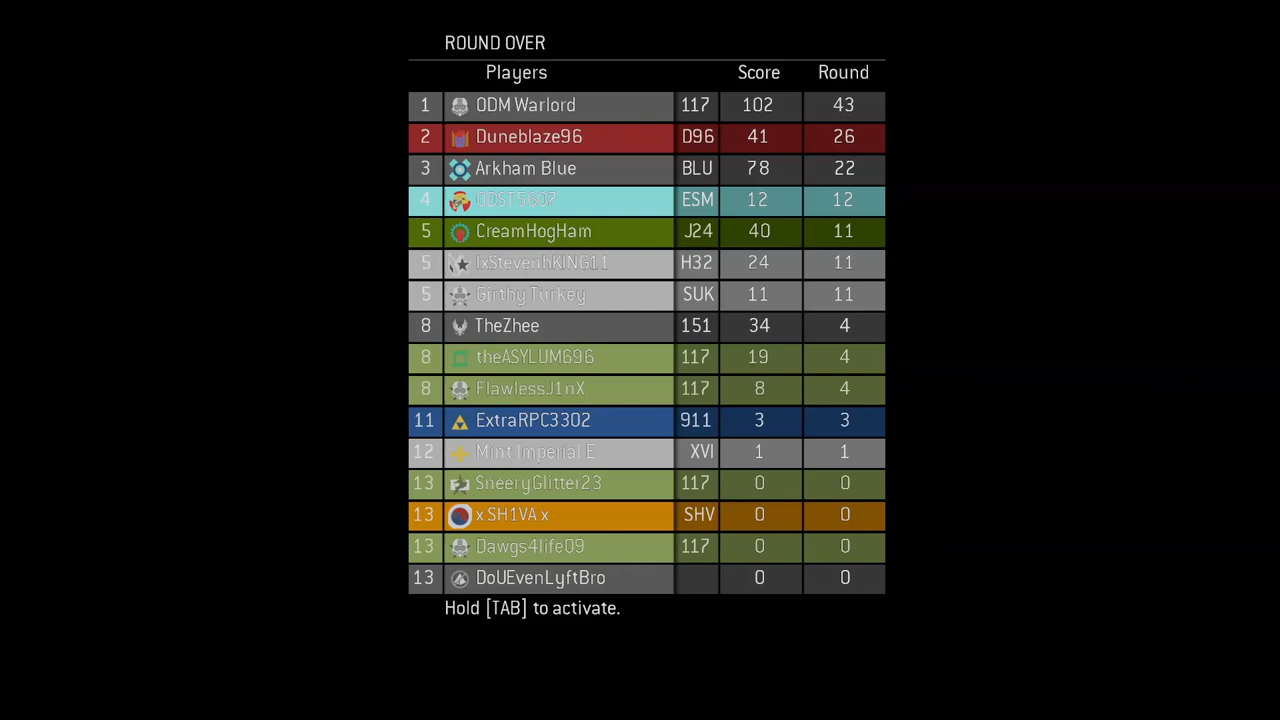 ROUND OVER
Players Score Round
1 ODM Warlord 117 102 43
2 Duneblaze96 D96 41 26
3 Arkham Blue BLU 78 22
4 ODST5607 ESM 12 12
5 CreamHogHam J24 40 11
5 IxStevenhKING11 H32 24 11
5 Girthy Turkey SUK 11 11
8 TheZhee 151 34 4
8 theASYLUM696 117 19 4
8 FlawlessJ1nX 117 8 4
11 ExtraRPC3302 911 3 3
12 Mint Imperial E XVI 1 1
13 SneeryGlitter23 117 0 0
13 x SH1VA x SHV 0 0
13 Dawgs4life09 117 0 0
13 DoUEvenLyftBro 0 0
Hold [TAB] to activate.